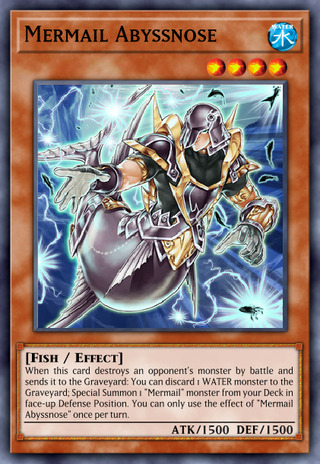 Mermail Abyssnose
WATER
水
[Fish / Effect]
When this card destroys an opponent's monster by battle and
sends it to the Graveyard: You can discard 1 WATER monster to the
Graveyard; Special Summon 1 "Mermail" monster from your Deck in
face-up Defense Position. You can only use the effect of "Mermail
Abyssnose" once per turn.
ATK/1500 DEF/1500